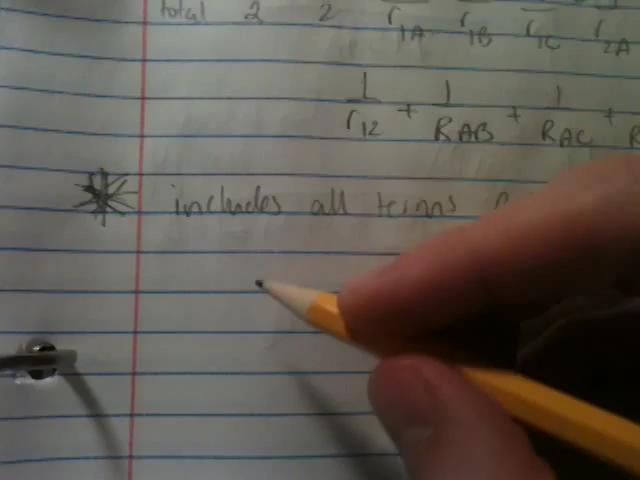 total 2 2 r1A r1B r1C r2A
1/r12 + 1/RAB + 1/RAC +
includes all terms